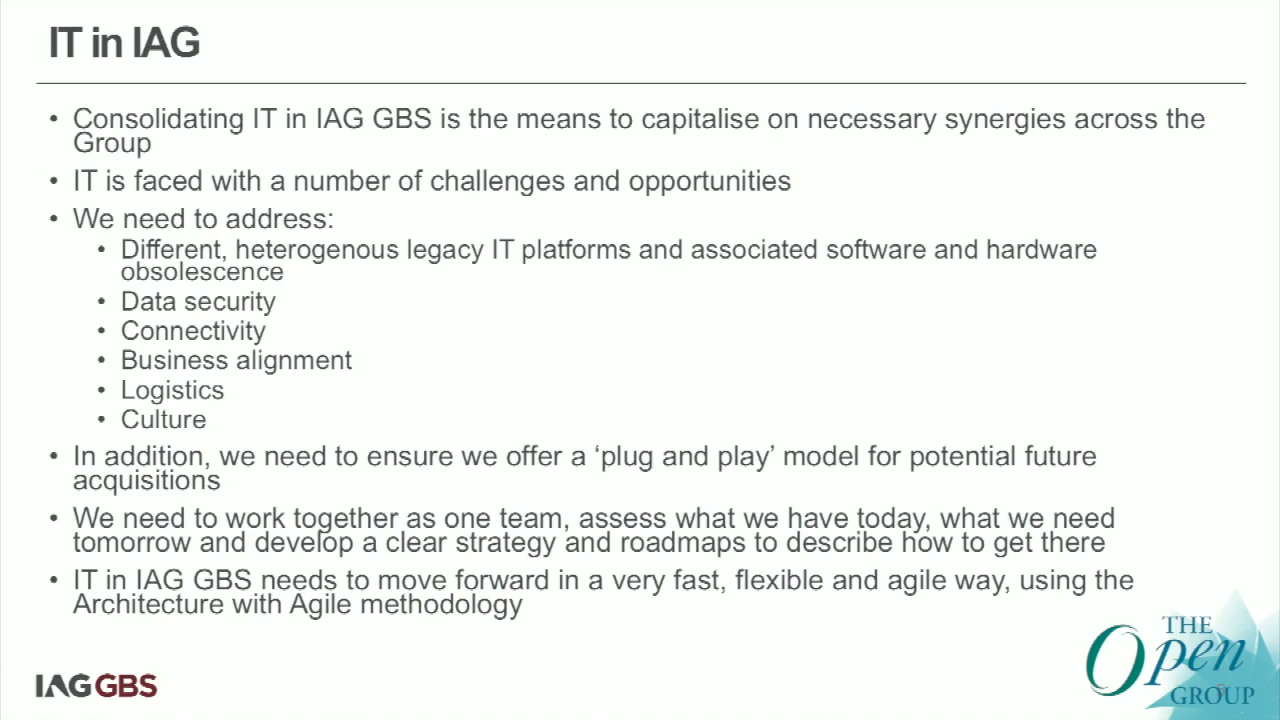 IT in IAG
• Consolidating IT in IAG GBS is the means to capitalise on necessary synergies across the
Group
• IT is faced with a number of challenges and opportunities
• We need to address:
• Different, heterogenous legacy IT platforms and associated software and hardware
obsolescence
• Data security
• Connectivity
• Business alignment
• Logistics
• Culture
• In addition, we need to ensure we offer a ‘plug and play’ model for potential future
acquisitions
• We need to work together as one team, assess what we have today, what we need
tomorrow and develop a clear strategy and roadmaps to describe how to get there
• IT in IAG GBS needs to move forward in a very fast, flexible and agile way, using the
Architecture with Agile methodology
IAG GBS
THE
Open
GROUP